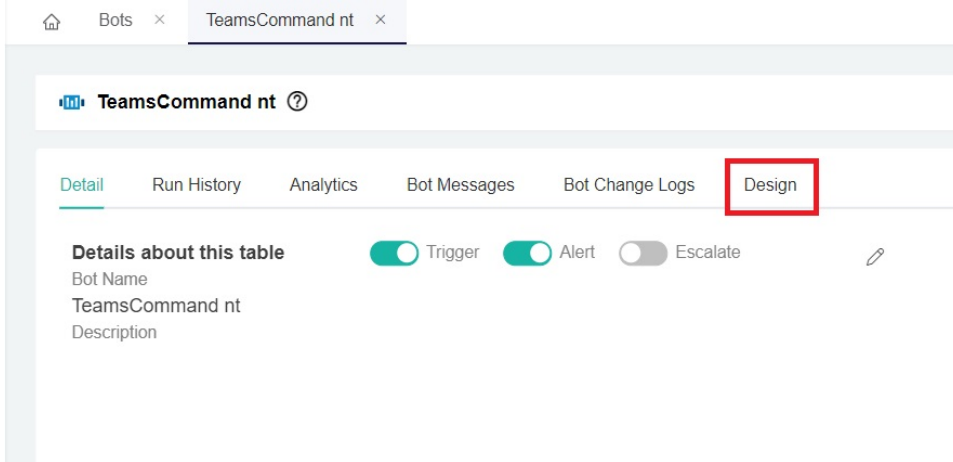 Bots × TeamsCommand nt ×
TeamsCommand nt ?
Detail Run History Analytics Bot Messages Bot Change Logs Design
Details about this table Trigger Alert Escalate
Bot Name
TeamsCommand nt
Description